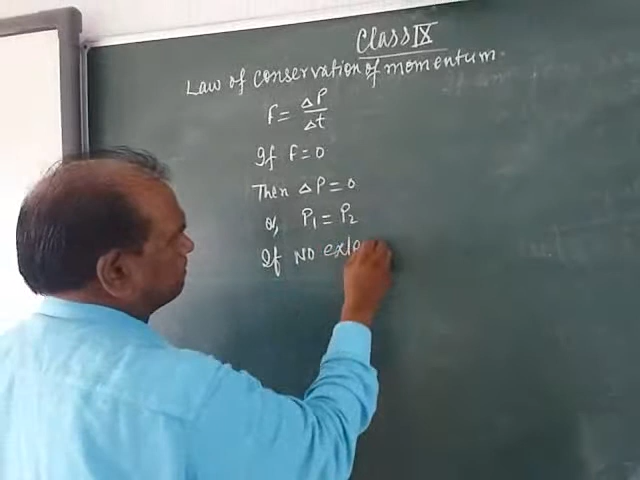 Class IX
Law of conservation of momentum.
F = ΔP/Δt
If F = 0
Then ΔP = 0
or, P₁ = P₂
If No exte